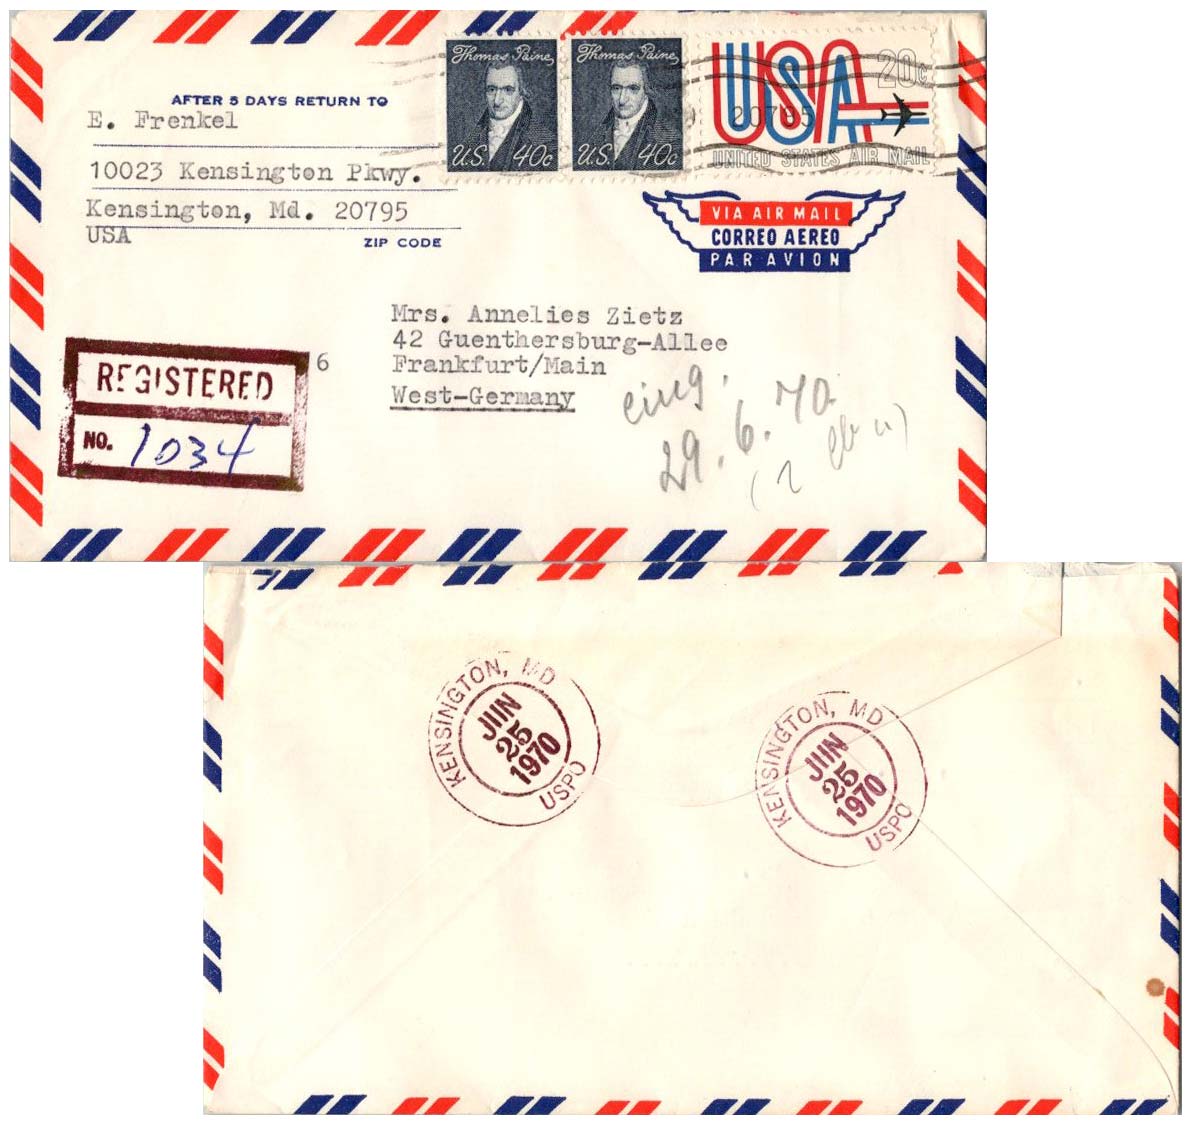 AFTER 5 DAYS RETURN TO
E. Frenkel
10023 Kensington Pkwy.
Kensington, Md. 20795
USA
ZIP CODE
Thomas Paine
U.S. 40c
Thomas Paine
U.S. 40c
USA 20c
UNITED STATES AIR MAIL
20795
VIA AIR MAIL
CORREO AEREO
PAR AVION
Mrs. Annelies Zietz
42 Guenthersburg-Allee
Frankfurt/Main
West-Germany
6
REGISTERED
NO. 1034
eing.
29.6.70
KENSINGTON, MD
JUN
25
1970
USPO
KENSINGTON, MD
JUN
25
1970
USPO